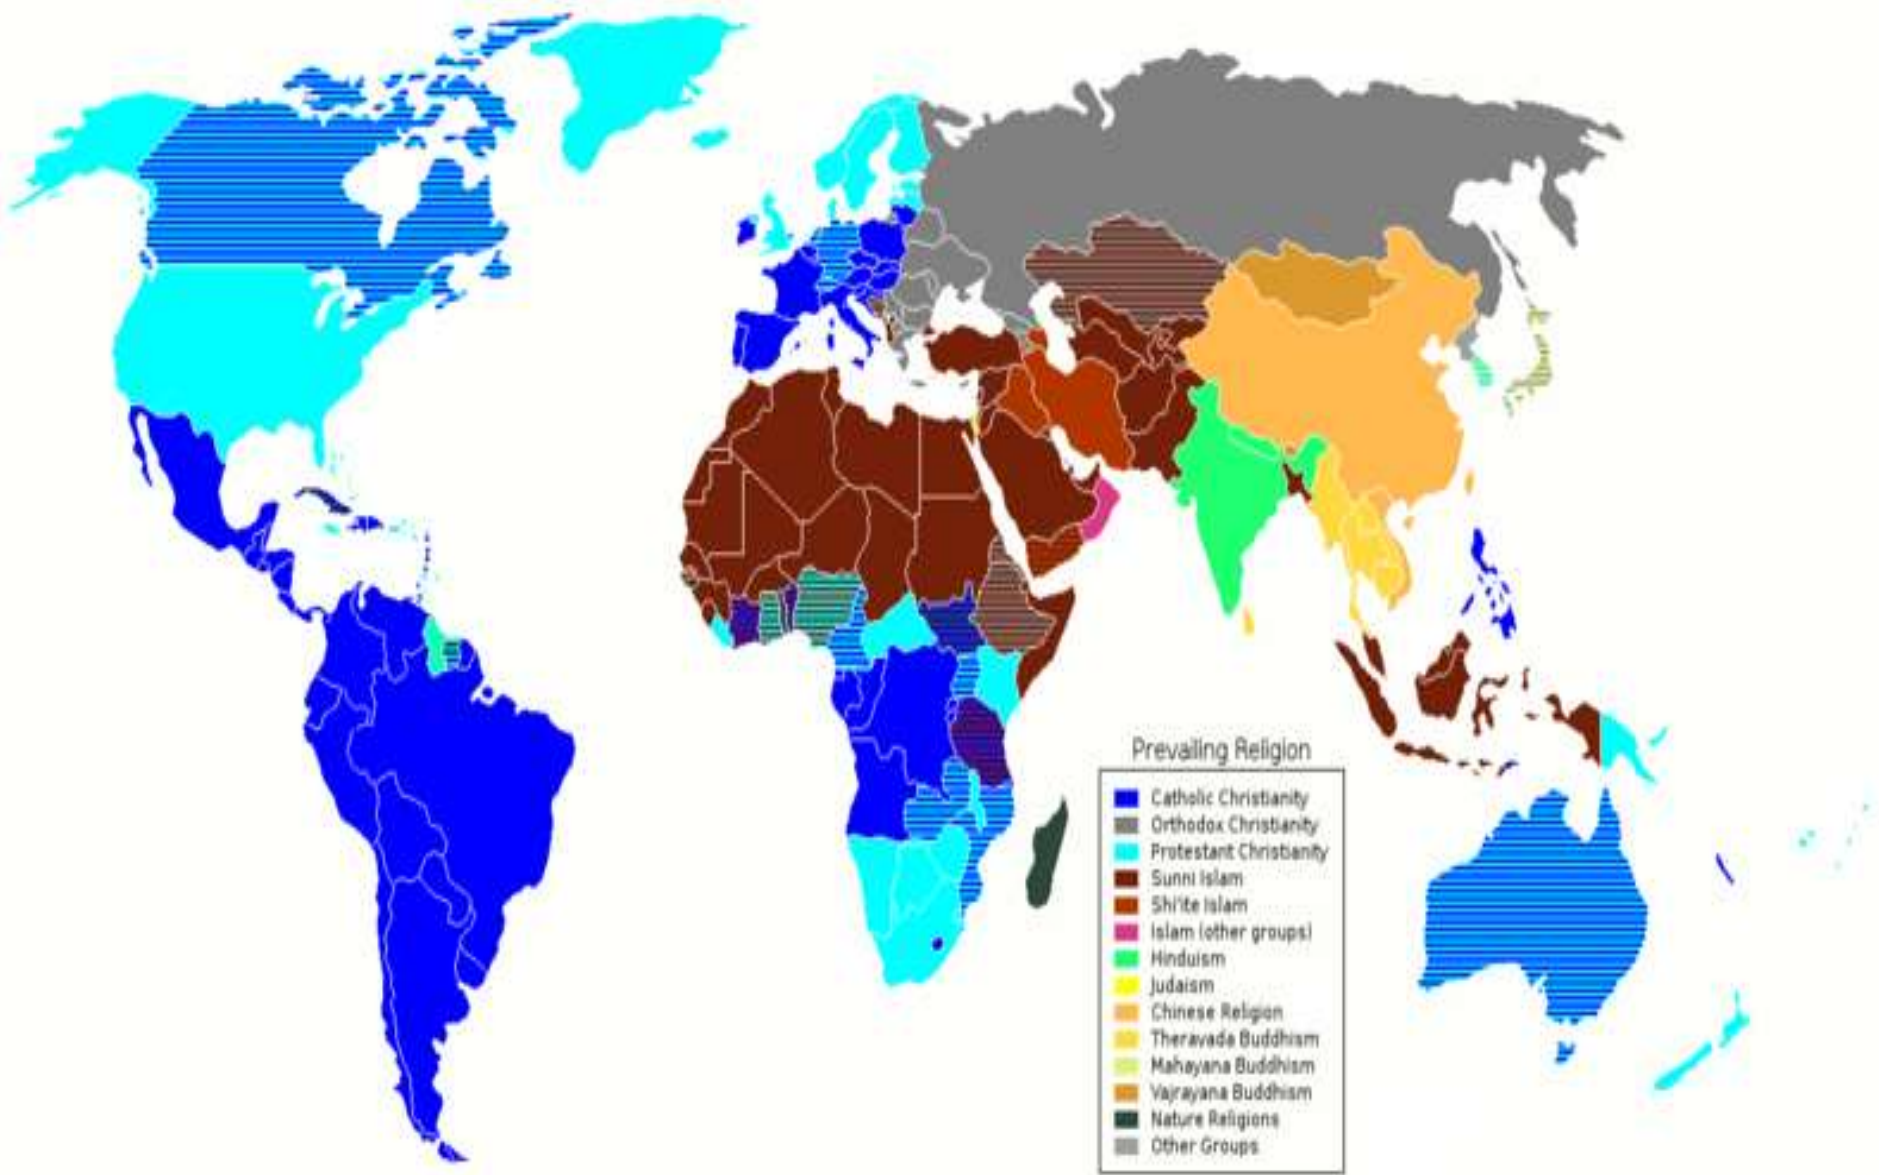 Prevailing Religion
Catholic Christianity
Orthodox Christianity
Protestant Christianity
Sunni Islam
Shi'ite Islam
Islam (other groups)
Hinduism
Judaism
Chinese Religion
Theravada Buddhism
Mahayana Buddhism
Vajrayana Buddhism
Nature Religions
Other Groups